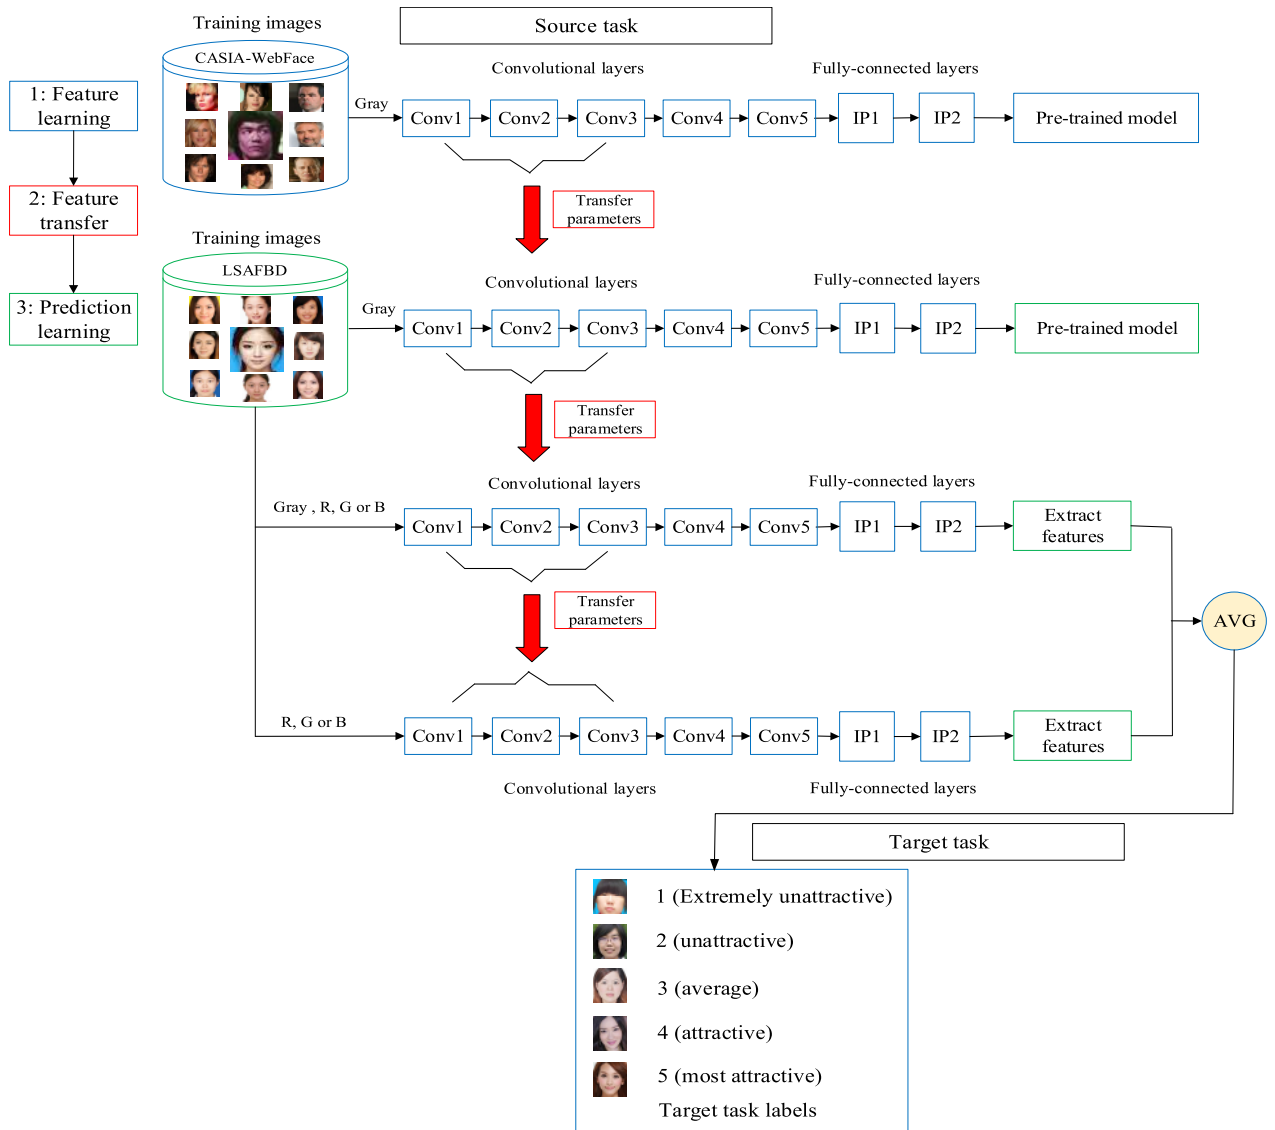 Training images
Source task
CASIA-WebFace
1: Feature
learning
2: Feature
transfer
3: Prediction
learning
Convolutional layers
Fully-connected layers
Gray
Conv1
Conv2
Conv3
Conv4
Conv5
IP1
IP2
Pre-trained model
Transfer
parameters
Training images
LSAFBD
Convolutional layers
Fully-connected layers
Gray
Conv1
Conv2
Conv3
Conv4
Conv5
IP1
IP2
Pre-trained model
Transfer
parameters
Convolutional layers
Fully-connected layers
Gray , R, G or B
Conv1
Conv2
Conv3
Conv4
Conv5
IP1
IP2
Extract
features
Transfer
parameters
AVG
R, G or B
Conv1
Conv2
Conv3
Conv4
Conv5
IP1
IP2
Extract
features
Convolutional layers
Fully-connected layers
Target task
1 (Extremely unattractive)
2 (unattractive)
3 (average)
4 (attractive)
5 (most attractive)
Target task labels